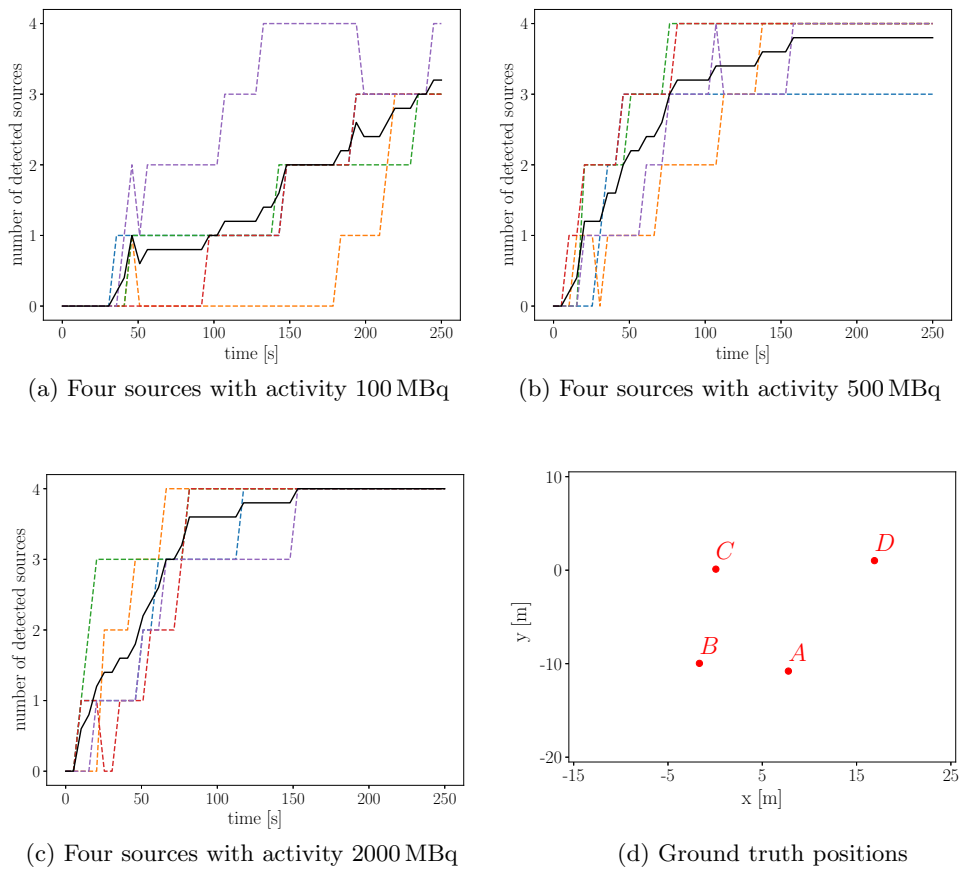 4
3
2
1
0
number of detected sources
0
50
100
150
200
250
time [s]
(a) Four sources with activity 100 MBq
4
3
2
1
0
number of detected sources
0
50
100
150
200
250
time [s]
(b) Four sources with activity 500 MBq
4
3
2
1
0
number of detected sources
0
50
100
150
200
250
time [s]
(c) Four sources with activity 2000 MBq
10
0
-10
-20
y [m]
C
D
B
A
-15
-5
5
15
25
x [m]
(d) Ground truth positions